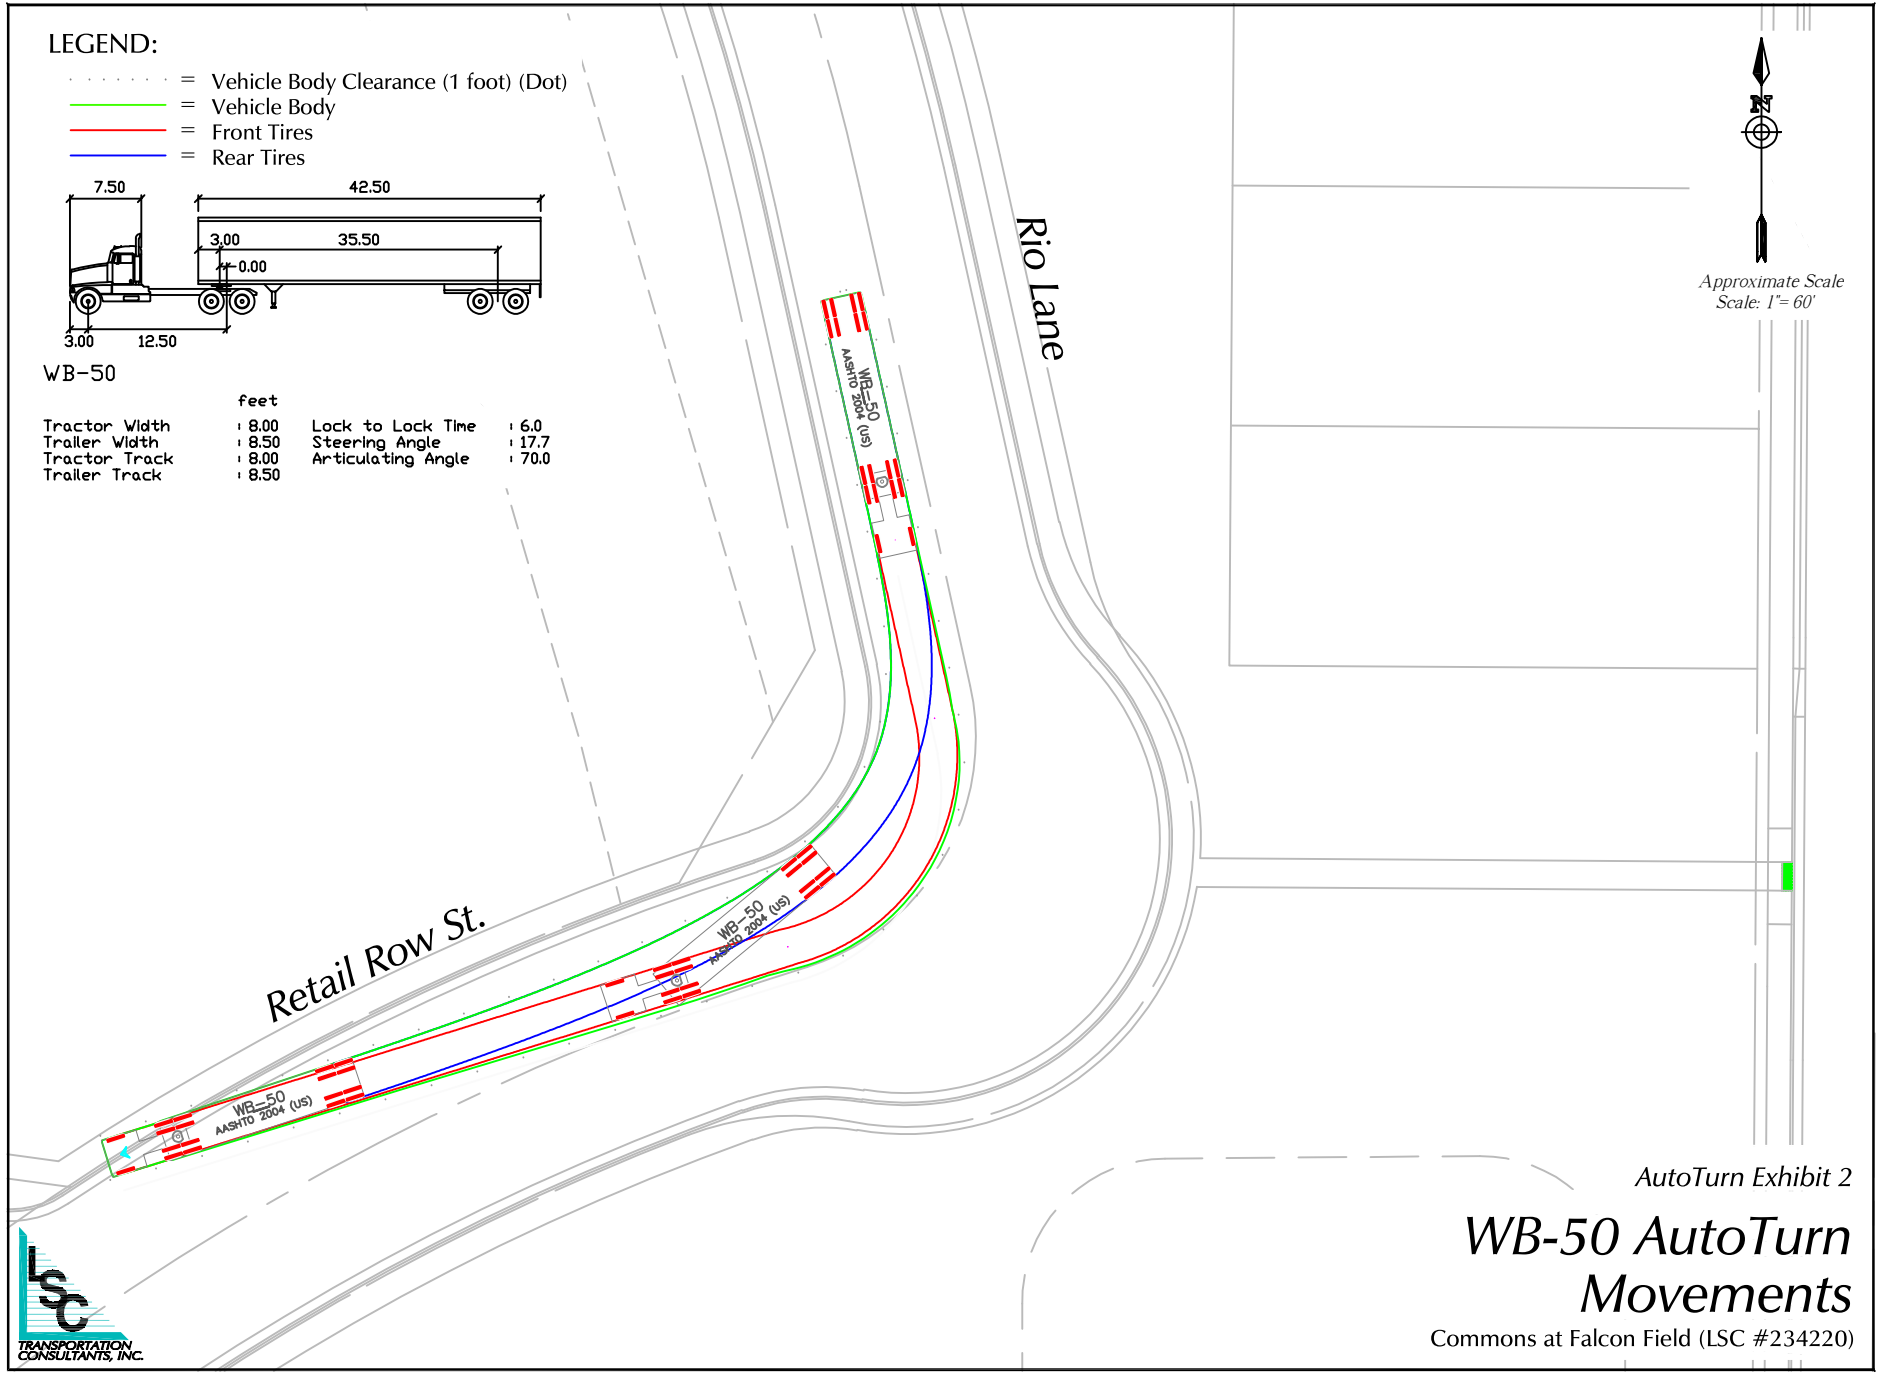 LEGEND:
= Vehicle Body Clearance (1 foot) (Dot)
= Vehicle Body
= Front Tires
= Rear Tires
7.50
42.50
3.00
35.50
0.00
3.00
12.50
WB-50
feet
Tractor Width : 8.00 Lock to Lock Time : 6.0
Trailer Width : 8.50 Steering Angle : 17.7
Tractor Track : 8.00 Articulating Angle : 70.0
Trailer Track : 8.50
N
Approximate Scale
Scale: 1"= 60'
Rio Lane
WB-50
AASHTO 2004 (US)
WB-50
AASHTO 2004 (US)
Retail Row St.
WB-50
AASHTO 2004 (US)
AutoTurn Exhibit 2
WB-50 AutoTurn
Movements
Commons at Falcon Field (LSC #234220)
LSC
TRANSPORTATION
CONSULTANTS, INC.